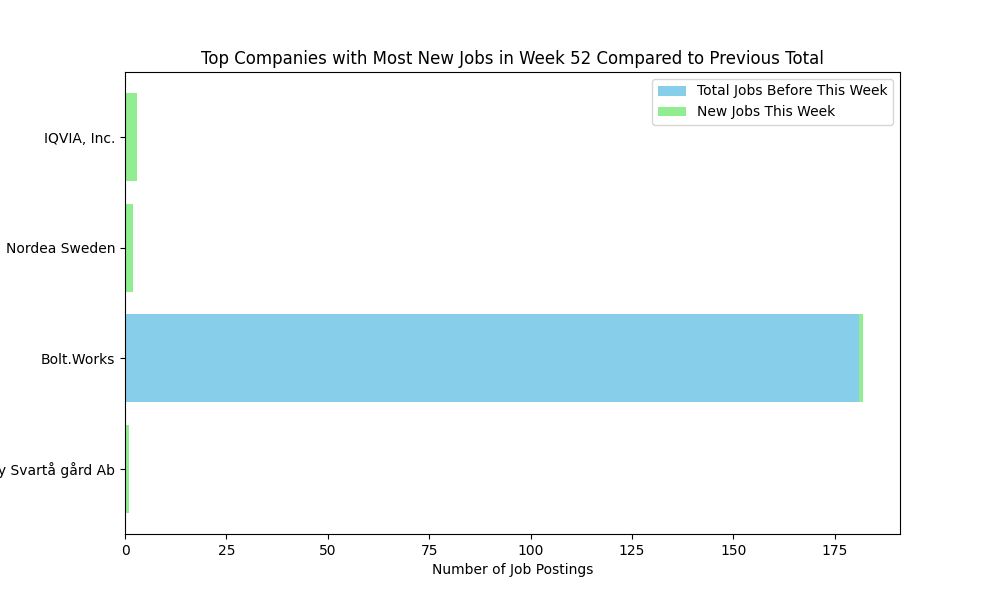 Top Companies with Most New Jobs in Week 52 Compared to Previous Total
Total Jobs Before This Week
New Jobs This Week
IQVIA, Inc.
Nordea Sweden
Bolt.Works
y Svartå gård Ab
0 25 50 75 100 125 150 175
Number of Job Postings